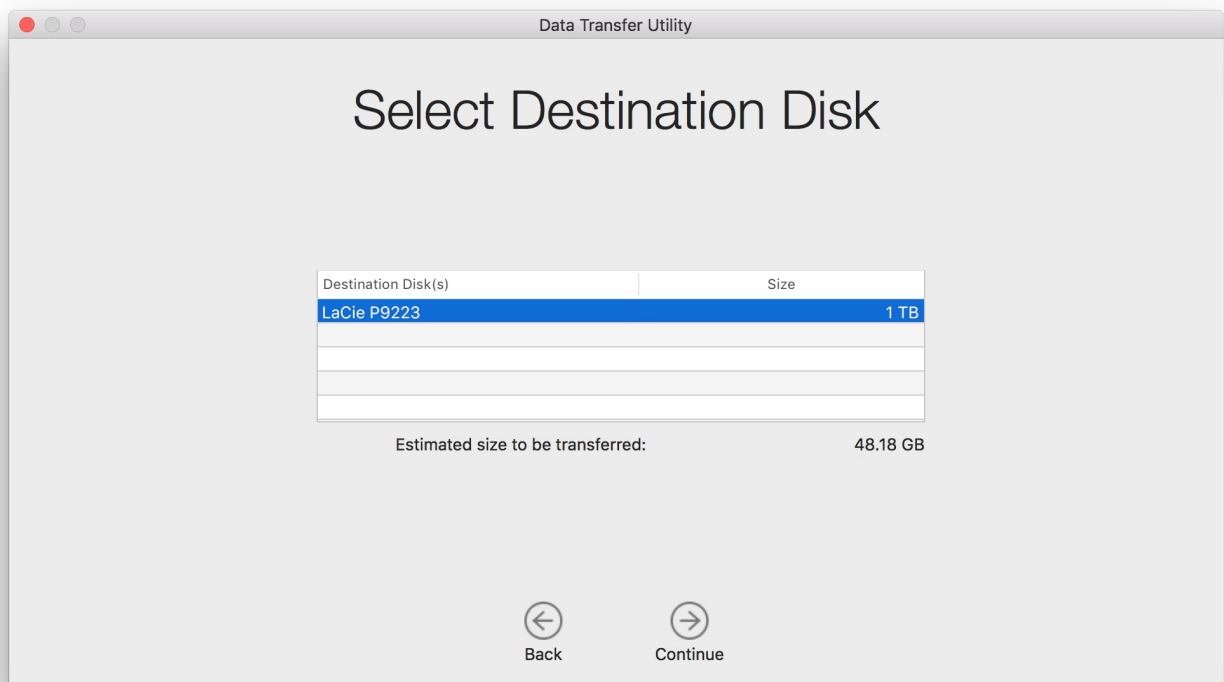 Data Transfer Utility
Select Destination Disk
Destination Disk(s) Size
LaCie P9223 1 TB
Estimated size to be transferred: 48.18 GB
Back Continue